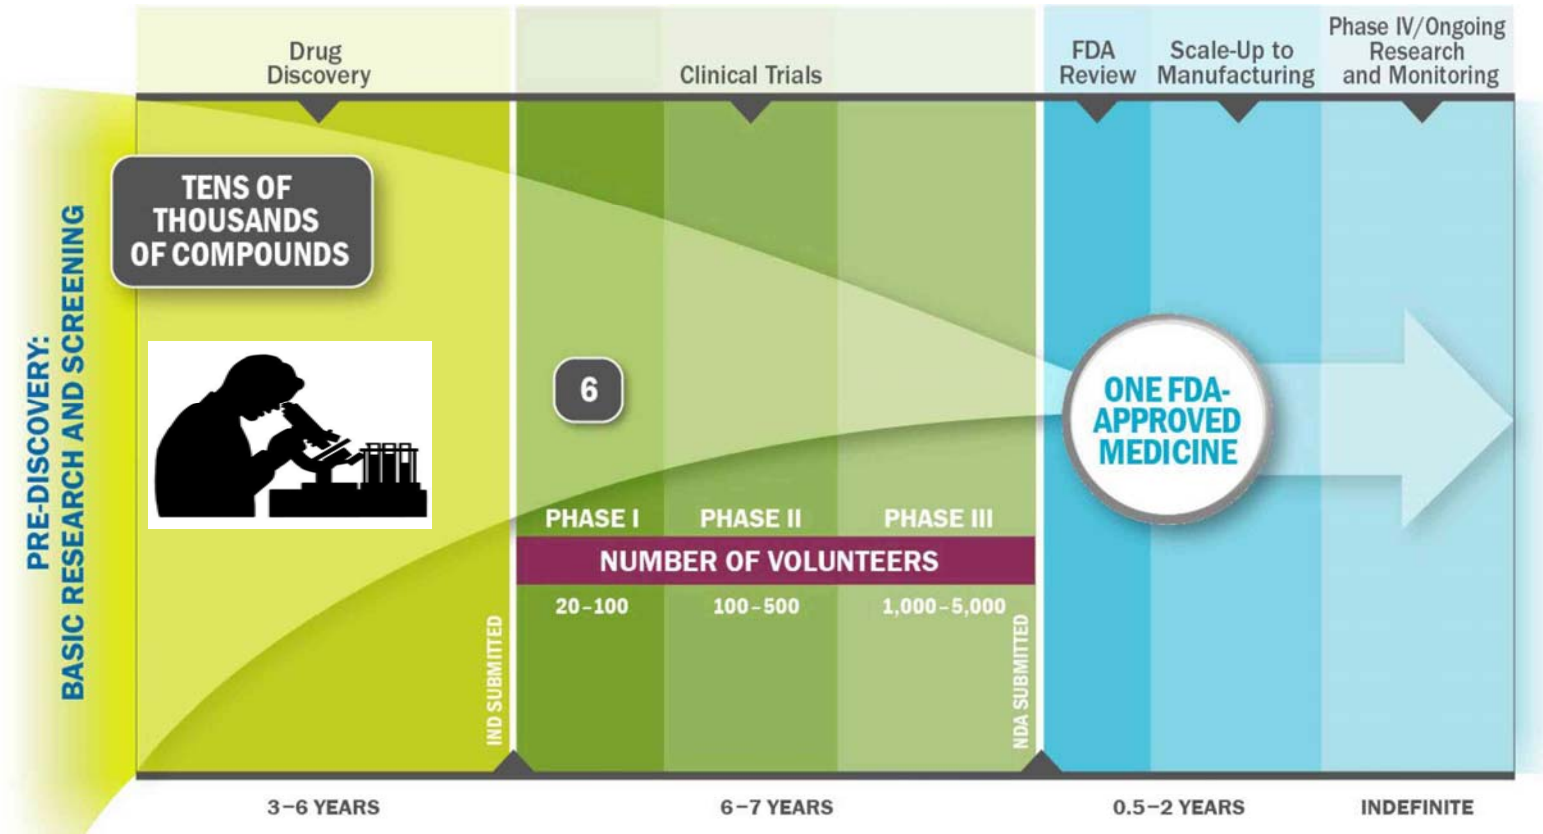 Drug
Discovery
Clinical Trials
FDA
Review
Scale-Up to
Manufacturing
Phase IV/Ongoing
Research
and Monitoring
PRE-DISCOVERY:
BASIC RESEARCH AND SCREENING
TENS OF
THOUSANDS
OF COMPOUNDS
6
ONE FDA-
APPROVED
MEDICINE
PHASE I
PHASE II
PHASE III
NUMBER OF VOLUNTEERS
20–100
100–500
1,000–5,000
IND SUBMITTED
NDA SUBMITTED
3–6 YEARS
6–7 YEARS
0.5–2 YEARS
INDEFINITE